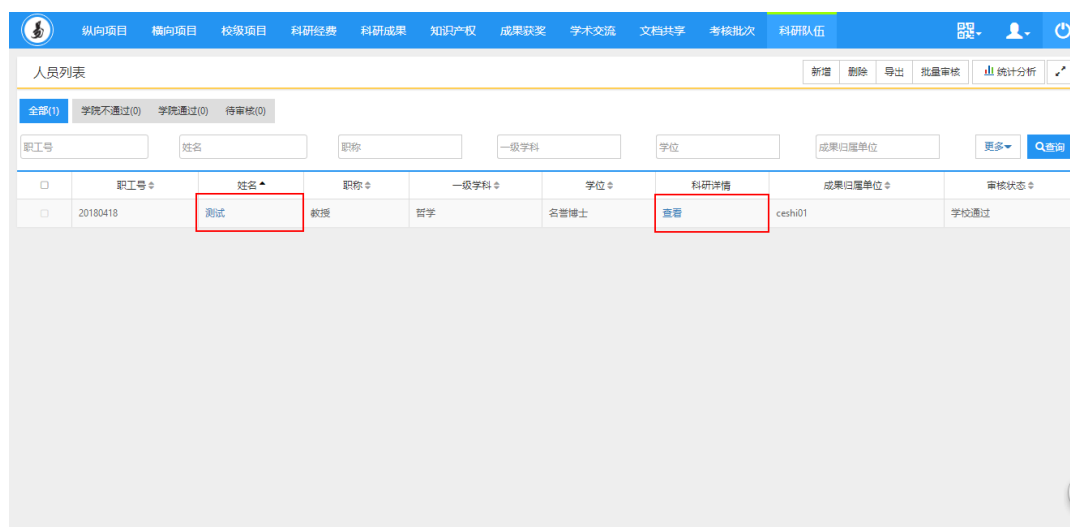 纵向项目 横向项目 校级项目 科研经费 科研成果 知识产权 成果获奖 学术交流 文档共享 考核批次 科研队伍
人员列表 新增 删除 导出 批量审核 统计分析
全部(1) 学院不通过(0) 学院通过(0) 待审核(0)
职工号 姓名 职称 一级学科 学位 成果归属单位 更多 查询
职工号 姓名 职称 一级学科 学位 科研详情 成果归属单位 审核状态
20180418 测试 教授 哲学 名誉博士 查看 ceshi01 学校通过